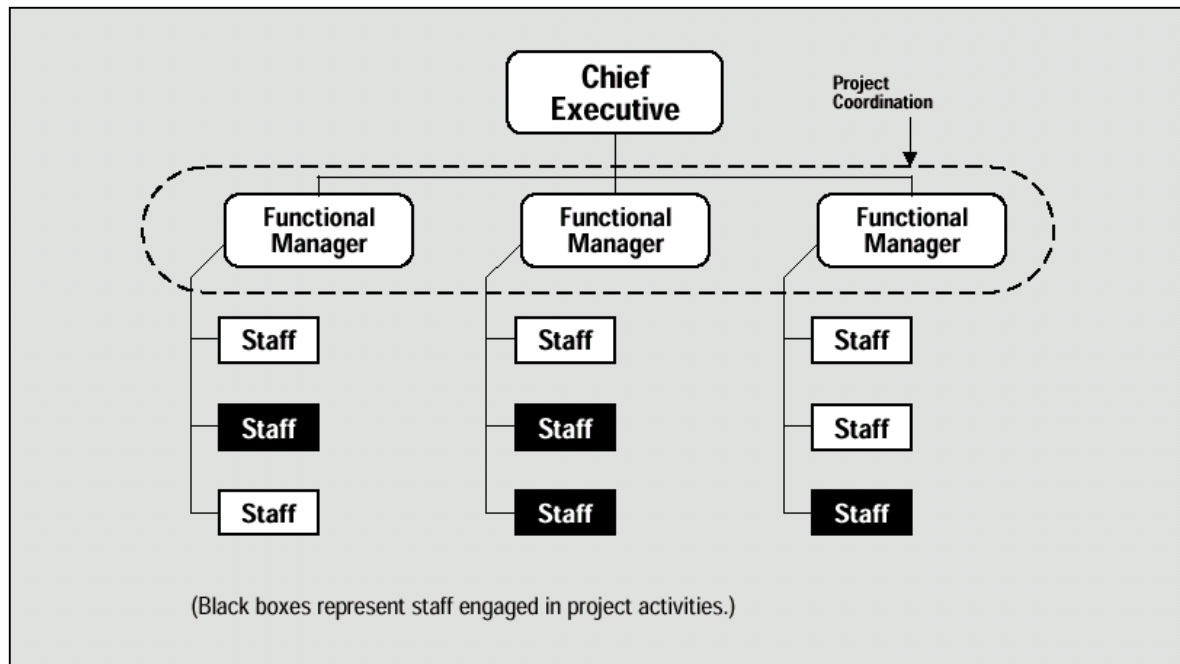 Chief
Executive
Project
Coordination
Functional
Manager
Functional
Manager
Functional
Manager
Staff
Staff
Staff
Staff
Staff
Staff
Staff
Staff
Staff
(Black boxes represent staff engaged in project activities.)